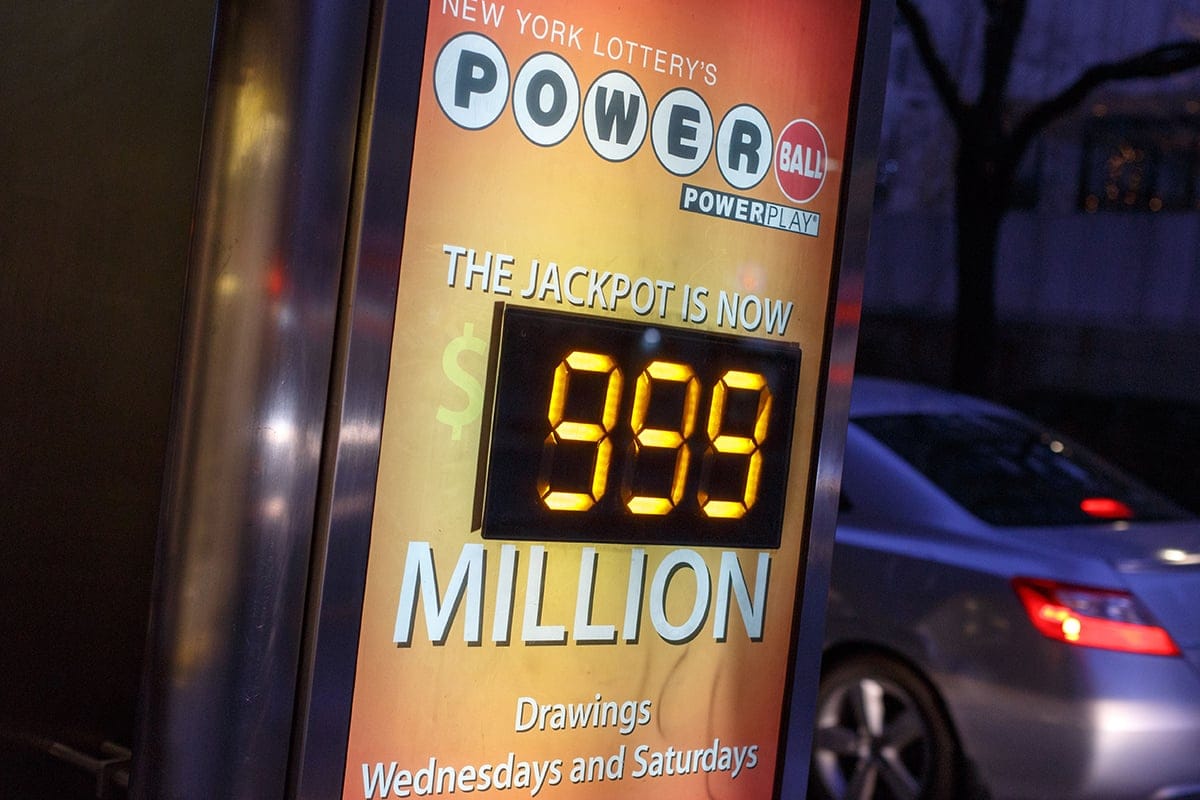 NEW YORK LOTTERY'S
POWER BALL
POWERPLAY®
THE JACKPOT IS NOW
$ 999
MILLION
Drawings
Wednesdays and Saturdays